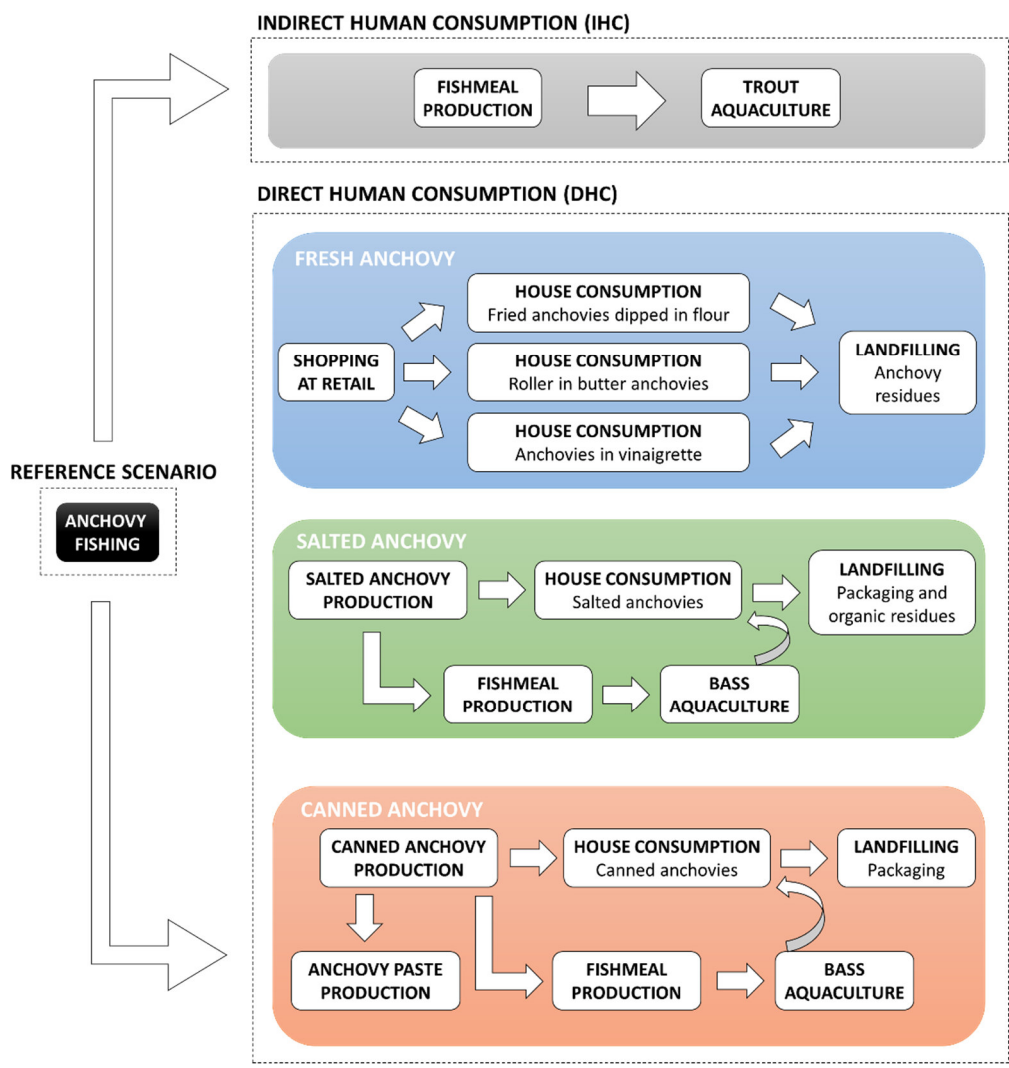 INDIRECT HUMAN CONSUMPTION (IHC)
FISHMEAL
PRODUCTION
TROUT
AQUACULTURE
DIRECT HUMAN CONSUMPTION (DHC)
FRESH ANCHOVY
SHOPPING
AT RETAIL
HOUSE CONSUMPTION
Fried anchovies dipped in flour
HOUSE CONSUMPTION
Roller in butter anchovies
HOUSE CONSUMPTION
Anchovies in vinaigrette
LANDFILLING
Anchovy
residues
REFERENCE SCENARIO
ANCHOVY
FISHING
SALTED ANCHOVY
SALTED ANCHOVY
PRODUCTION
HOUSE CONSUMPTION
Salted anchovies
LANDFILLING
Packaging and
organic residues
FISHMEAL
PRODUCTION
BASS
AQUACULTURE
CANNED ANCHOVY
CANNED ANCHOVY
PRODUCTION
HOUSE CONSUMPTION
Canned anchovies
LANDFILLING
Packaging
ANCHOVY PASTE
PRODUCTION
FISHMEAL
PRODUCTION
BASS
AQUACULTURE